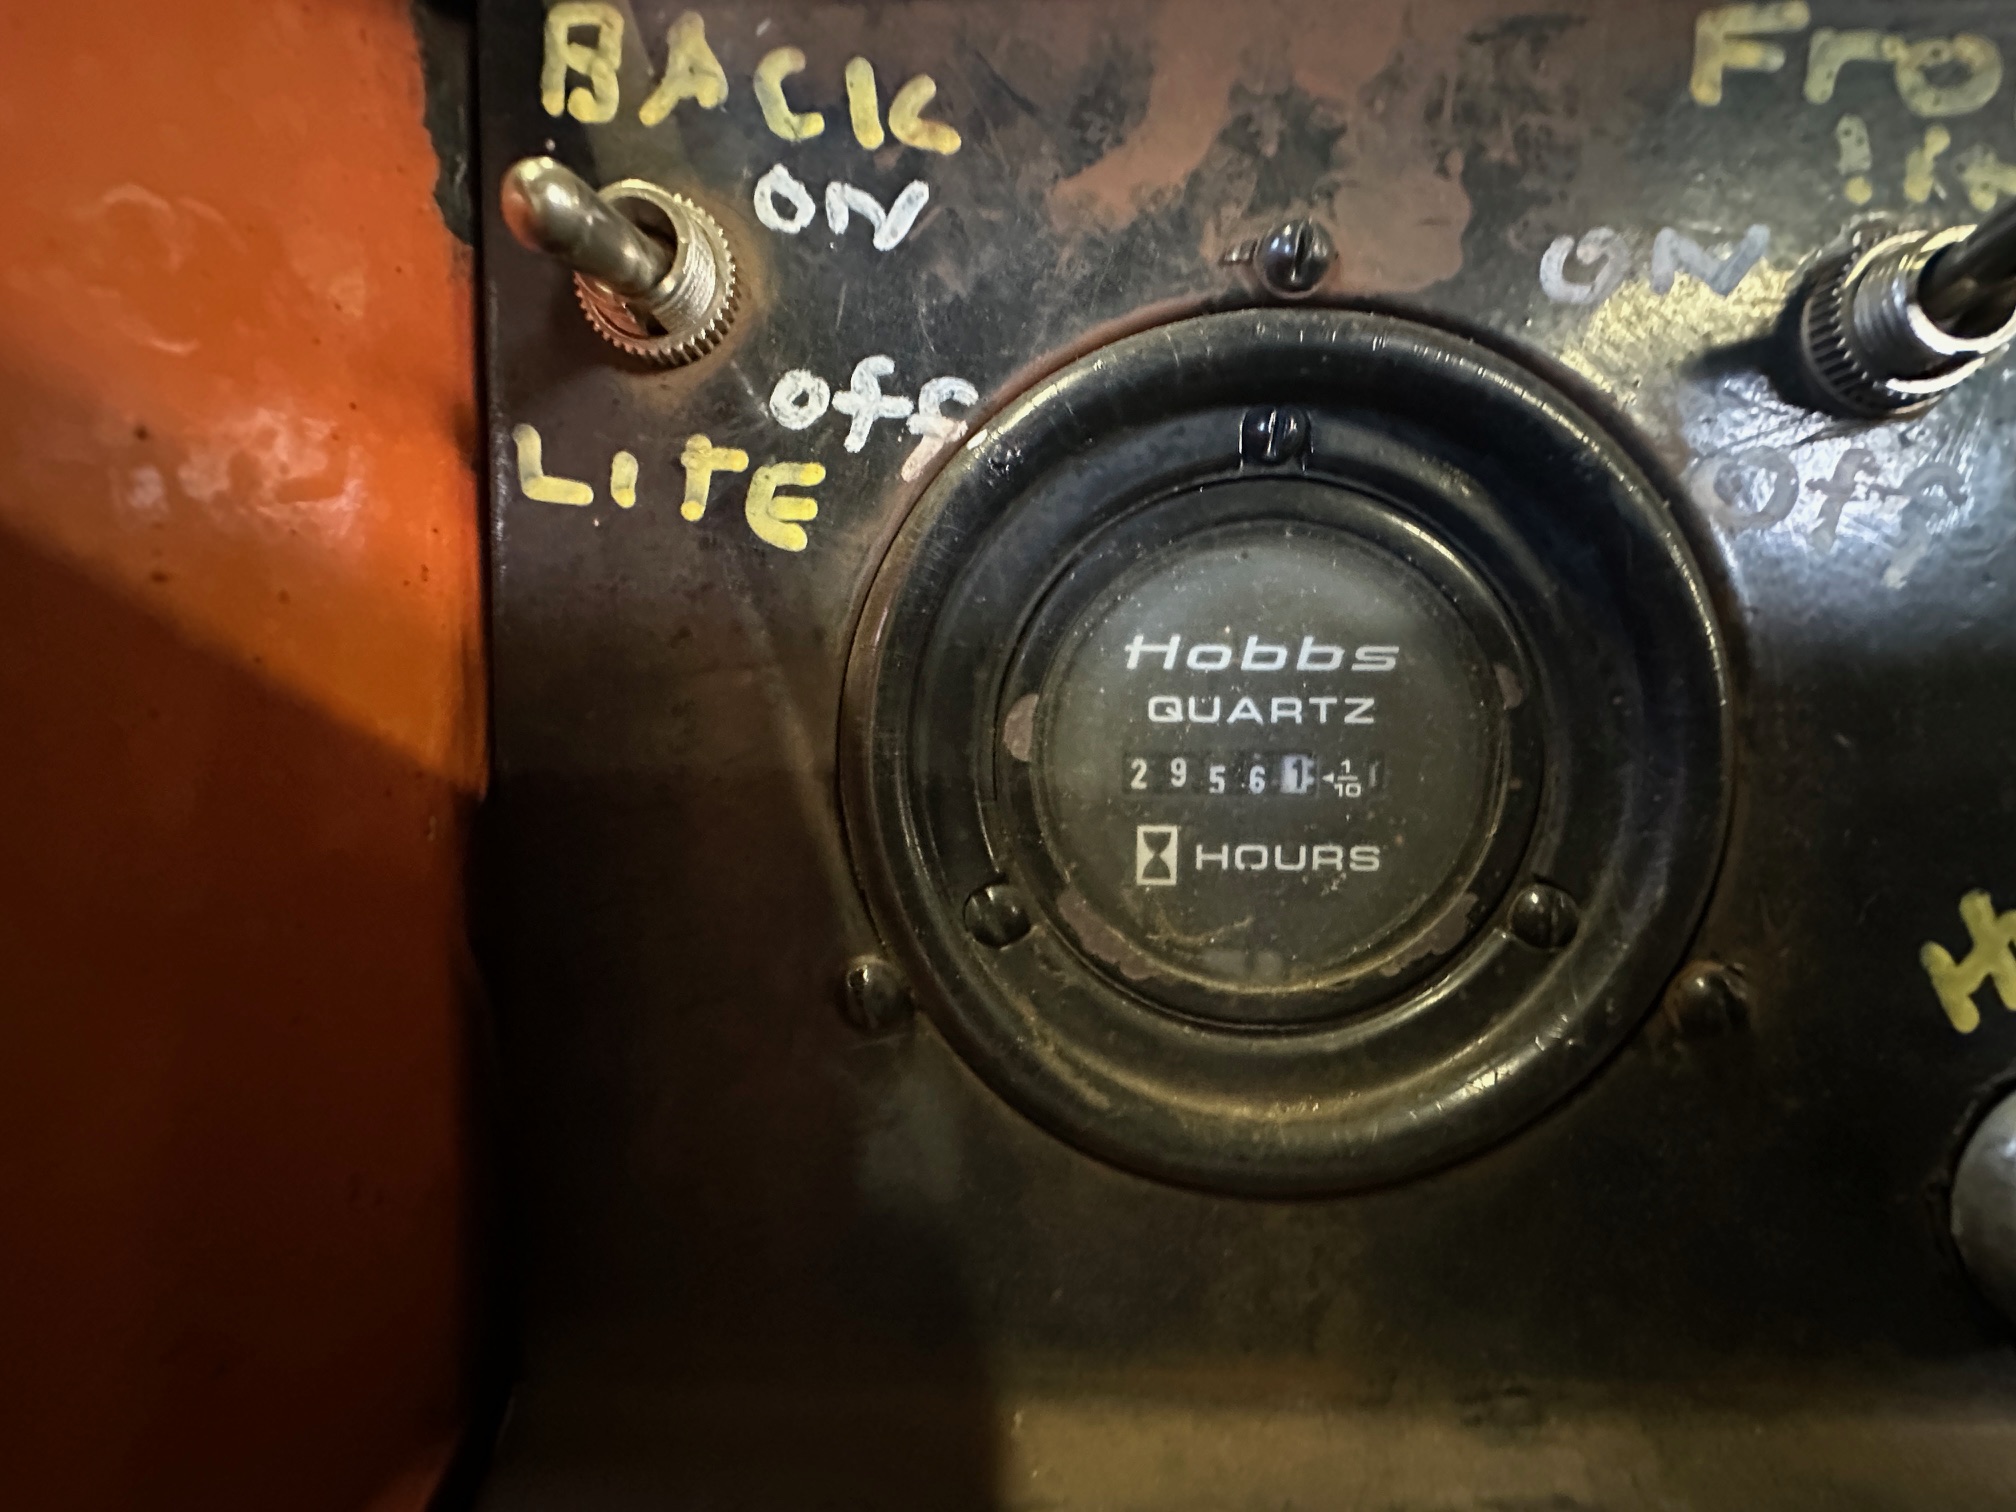 BACK
ON
Off
LITE
Fro
ON
Off
Hobbs
QUARTZ
29561 1/10
HOURS